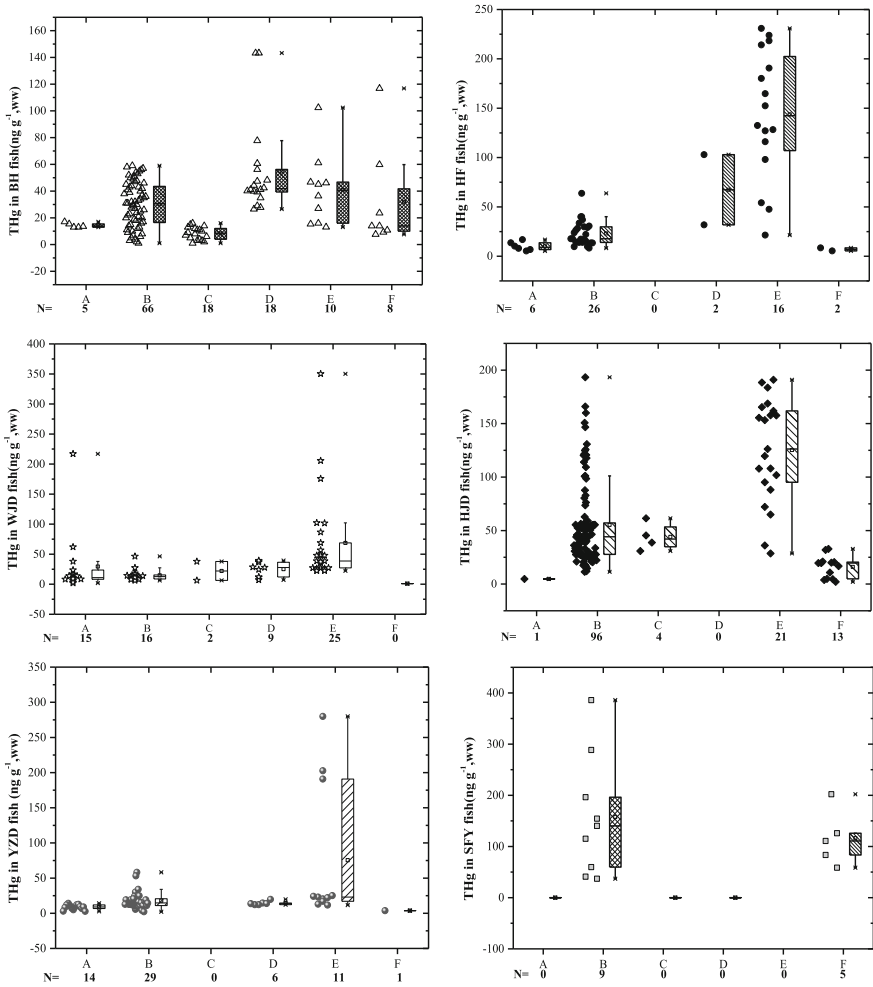 THg in BH fish(ng g-1,ww)
160
140
120
100
80
60
40
20
0
-20
A B C D E F
N= 5 66 18 18 10 8
THg in HF fish(ng g-1,ww)
250
200
150
100
50
0
A B C D E F
N= 6 26 0 2 16 2
THg in WJD fish(ng g-1,ww)
400
350
300
250
200
150
100
50
0
-50
A B C D E F
N= 15 16 2 9 25 0
THg in HJD fish(ng g-1,ww)
200
150
100
50
0
A B C D E F
N= 1 96 4 0 21 13
THg in YZD fish (ng g-1,ww)
350
300
250
200
150
100
50
0
-50
A B C D E F
N= 14 29 0 6 11 1
THg in SFY fish(ng g-1,ww)
400
300
200
100
0
-100
A B C D E F
N= 0 9 0 0 0 5